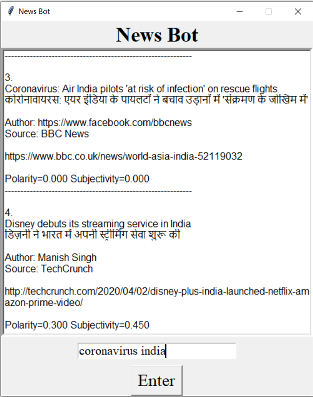 News Bot
News Bot
------------------------------------------------------------
3.
Coronavirus: Air India pilots 'at risk of infection' on rescue flights
कोरोनावायरस: एयर इंडिया के पायलटों ने बचाव उड़ानों में 'संक्रमण के जोखिम में'
Author: https://www.facebook.com/bbcnews
Source: BBC News
https://www.bbc.co.uk/news/world-asia-india-52119032
Polarity=0.000 Subjectivity=0.000
------------------------------------------------------------
4.
Disney debuts its streaming service in India
डिज़नी ने भारत में अपनी स्ट्रीमिंग सेवा शुरू की
Author: Manish Singh
Source: TechCrunch
http://techcrunch.com/2020/04/02/disney-plus-india-launched-netflix-am
azon-prime-video/
Polarity=0.300 Subjectivity=0.450
coronavirus india
Enter